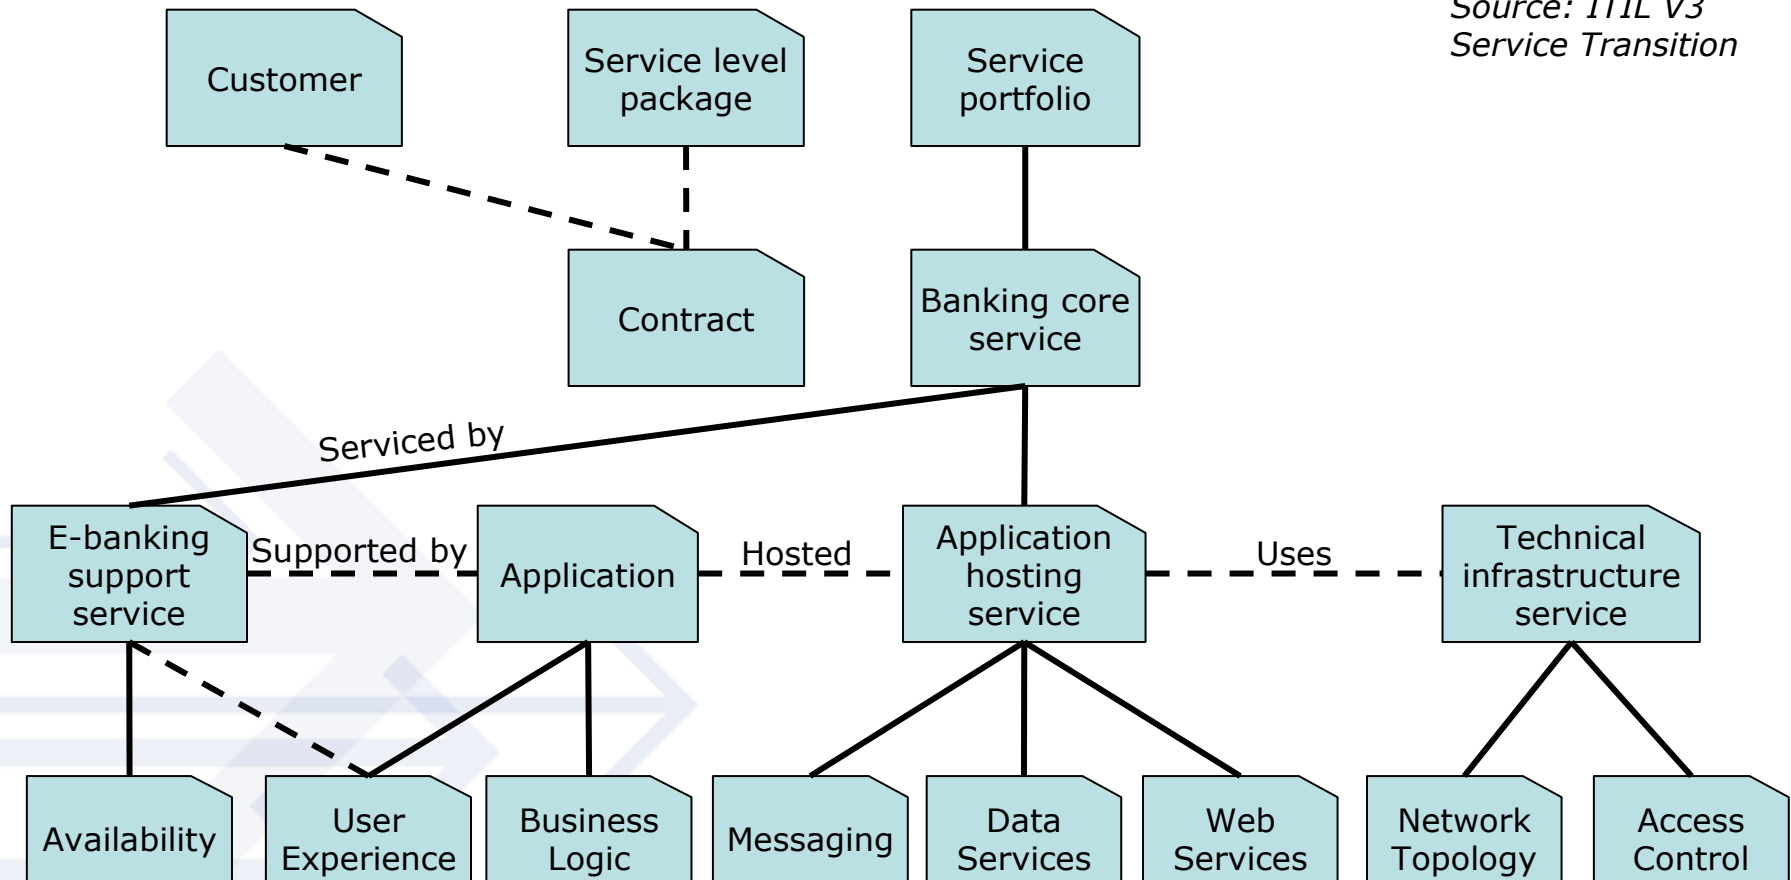 Source: ITIL V3
Service Transition
Customer
Service level
package
Service
portfolio
Contract
Banking core
service
Serviced by
E-banking
support
service
Supported by
Application
Hosted
Application
hosting
service
Uses
Technical
infrastructure
service
Availability
User
Experience
Business
Logic
Messaging
Data
Services
Web
Services
Network
Topology
Access
Control